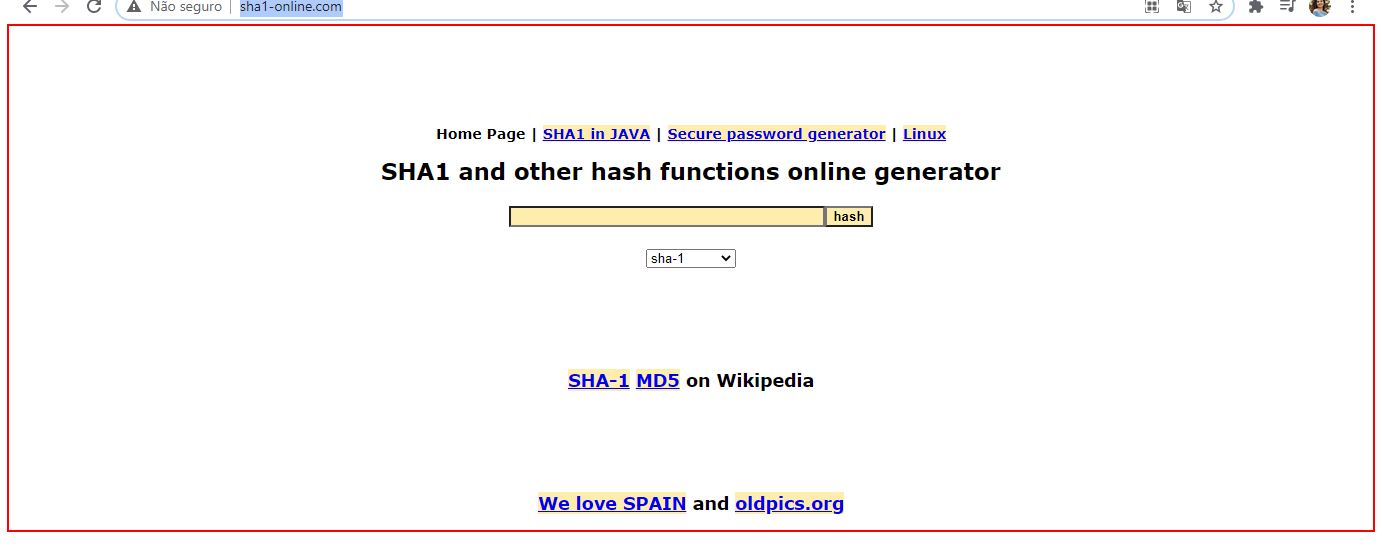 Não seguro | sha1-online.com
Home Page | SHA1 in JAVA | Secure password generator | Linux
SHA1 and other hash functions online generator
hash
sha-1
SHA-1 MD5 on Wikipedia
We love SPAIN and oldpics.org